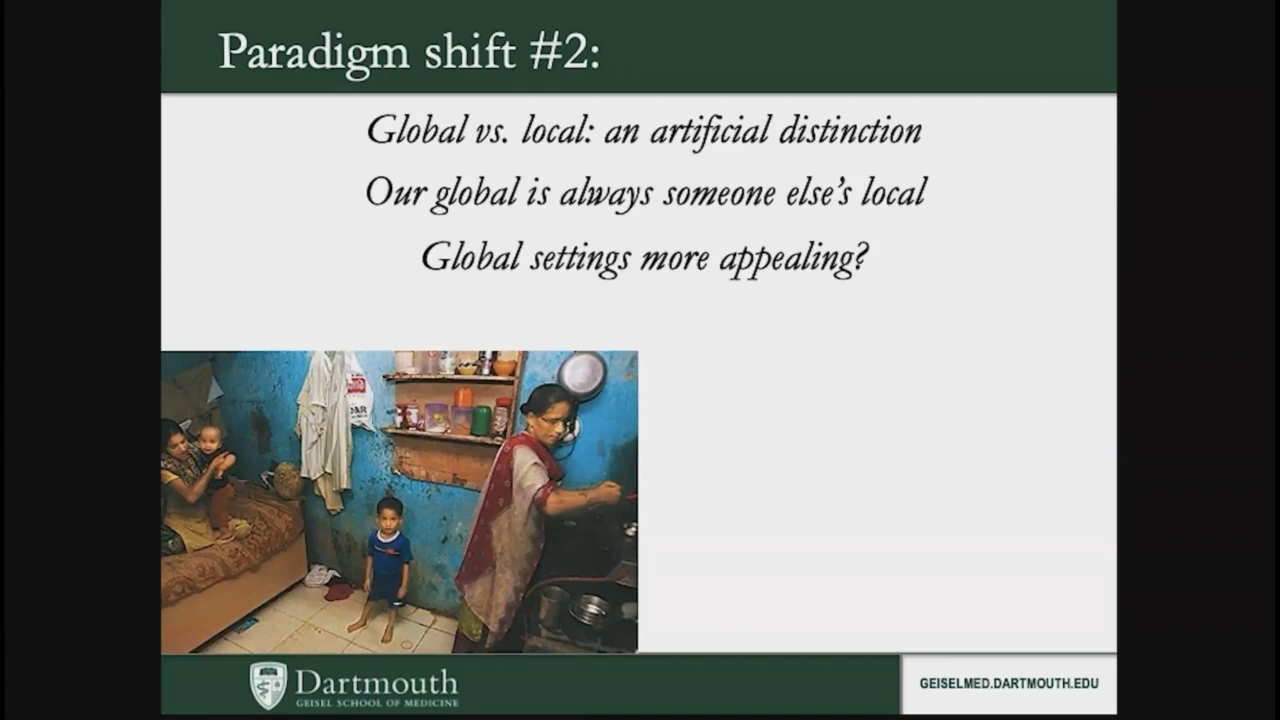 Paradigm shift #2:
Global vs. local: an artificial distinction
Our global is always someone else's local
Global settings more appealing?
Dartmouth
GEISEL SCHOOL OF MEDICINE
GEISELMED.DARTMOUTH.EDU